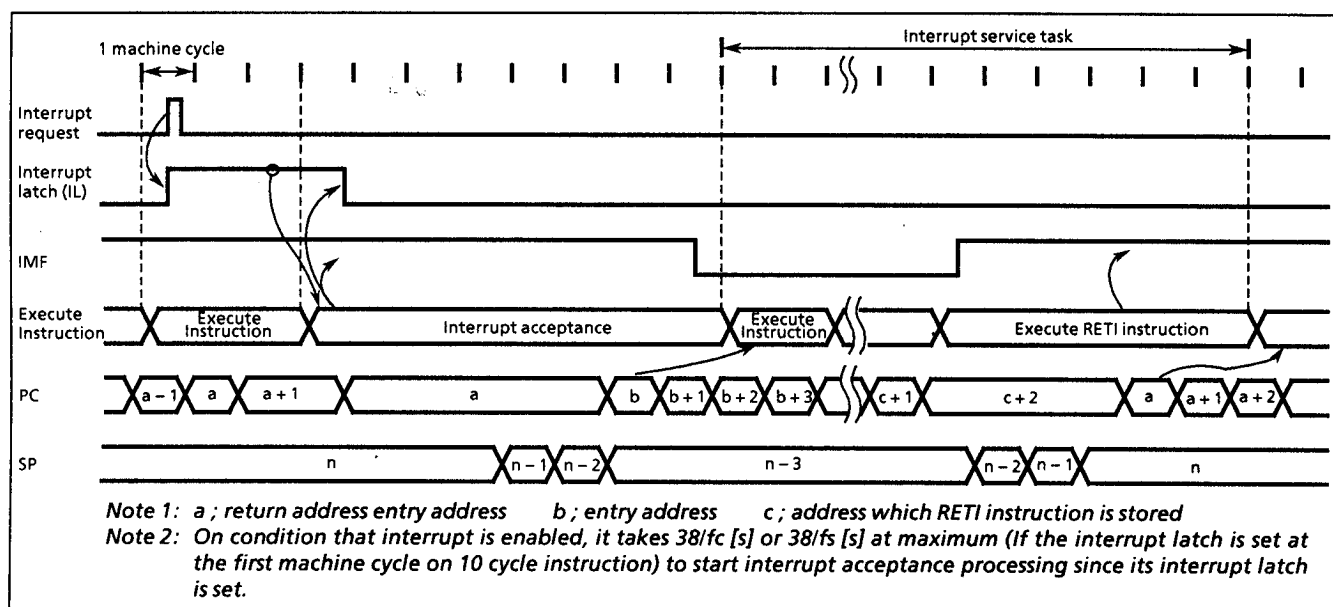 1 machine cycle
Interrupt service task
Interrupt
request
Interrupt
latch (IL)
IMF
Execute
Instruction
Execute
Instruction
Interrupt acceptance
Execute
Instruction
Execute RETI instruction
PC
a – 1
a
a + 1
a
b
b + 1
b + 2
b + 3
c + 1
c + 2
a
a + 1
a + 2
SP
n
n – 1
n – 2
n – 3
n – 2
n – 1
n
Note 1: a ; return address entry address b ; entry address c ; address which RETI instruction is stored
Note 2: On condition that interrupt is enabled, it takes 38/fc [s] or 38/fs [s] at maximum (If the interrupt latch is set at
the first machine cycle on 10 cycle instruction) to start interrupt acceptance processing since its interrupt latch
is set.